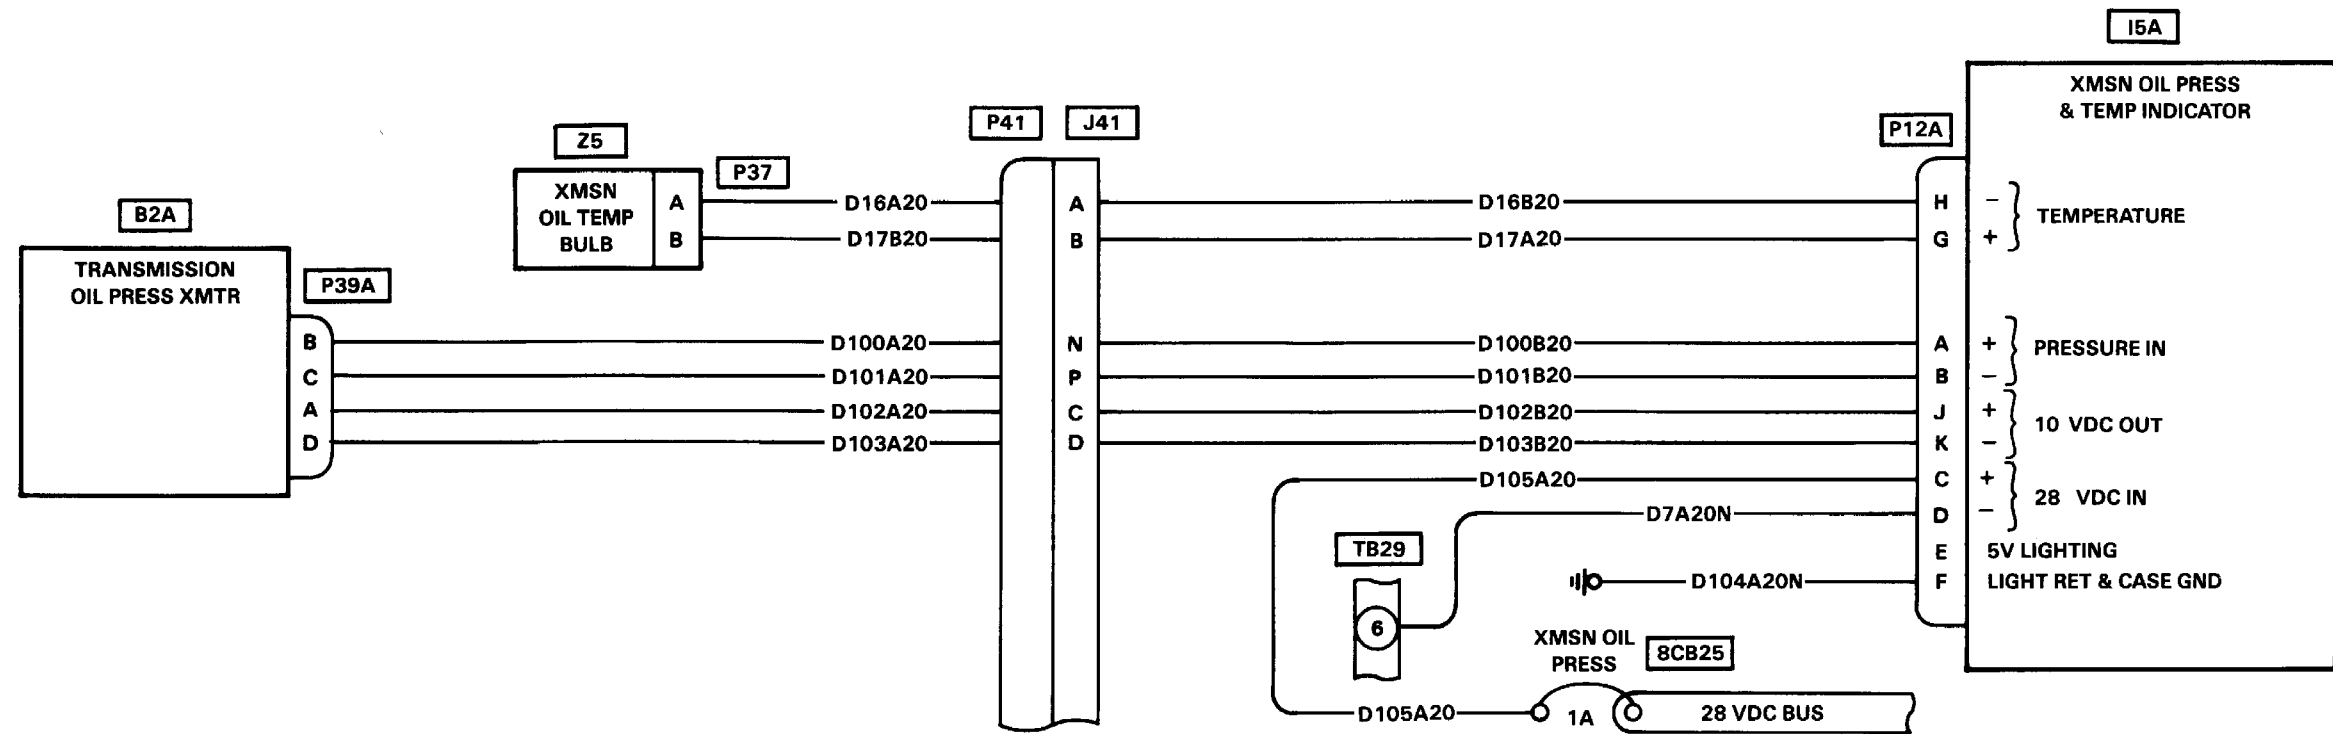 I5A
XMSN OIL PRESS
& TEMP INDICATOR
P41
J41
P12A
Z5
P37
XMSN
OIL TEMP
BULB
A
B
D16A20
D17B20
A
B
D16B20
D17A20
H
G
−
+
TEMPERATURE
B2A
TRANSMISSION
OIL PRESS XMTR
P39A
B D100A20 N D100B20 A + PRESSURE IN
C D101A20 P D101B20 B −
A D102A20 C D102B20 J + 10 VDC OUT
D D103A20 D D103B20 K −
D105A20 C + 28 VDC IN
D7A20N D −
E 5V LIGHTING
D104A20N F LIGHT RET & CASE GND
TB29
6
XMSN OIL
PRESS
8CB25
D105A20
1A
28 VDC BUS